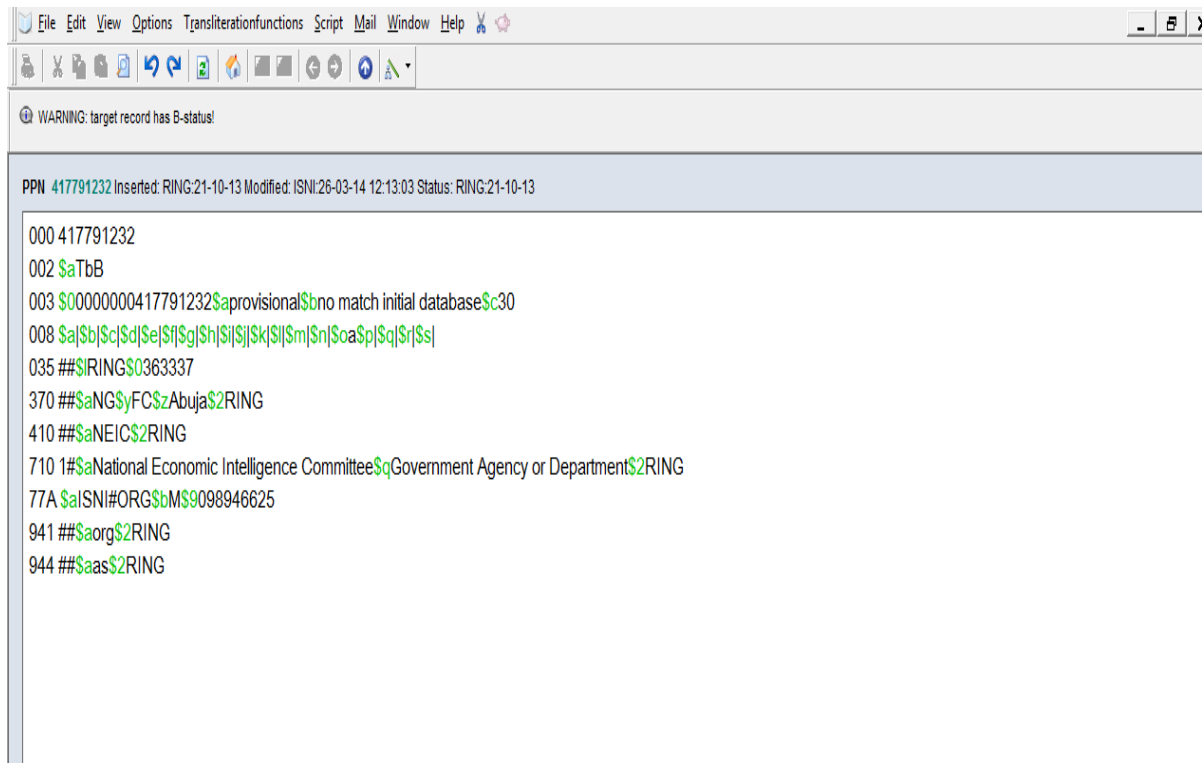 File Edit View Options Transliterationfunctions Script Mail Window Help
WARNING: target record has B-status!
PPN 417791232 Inserted: RING:21-10-13 Modified: ISNI:26-03-14 12:13:03 Status: RING:21-10-13
000 417791232
002 $aTbB
003 $00000000417791232$aprovisional$bno match initial database$c30
008 $a|$b|$c|$d|$e|$f|$g|$h|$i|$j|$k|$l|$m|$n|$oa$p|$q|$r|$s|
035 ##$IRING$0363337
370 ##$aNG$yFC$zAbuja$2RING
410 ##$aNEIC$2RING
710 1#$aNational Economic Intelligence Committee$qGovernment Agency or Department$2RING
77A $aISNI#ORG$bM$9098946625
941 ##$aorg$2RING
944 ##$aas$2RING